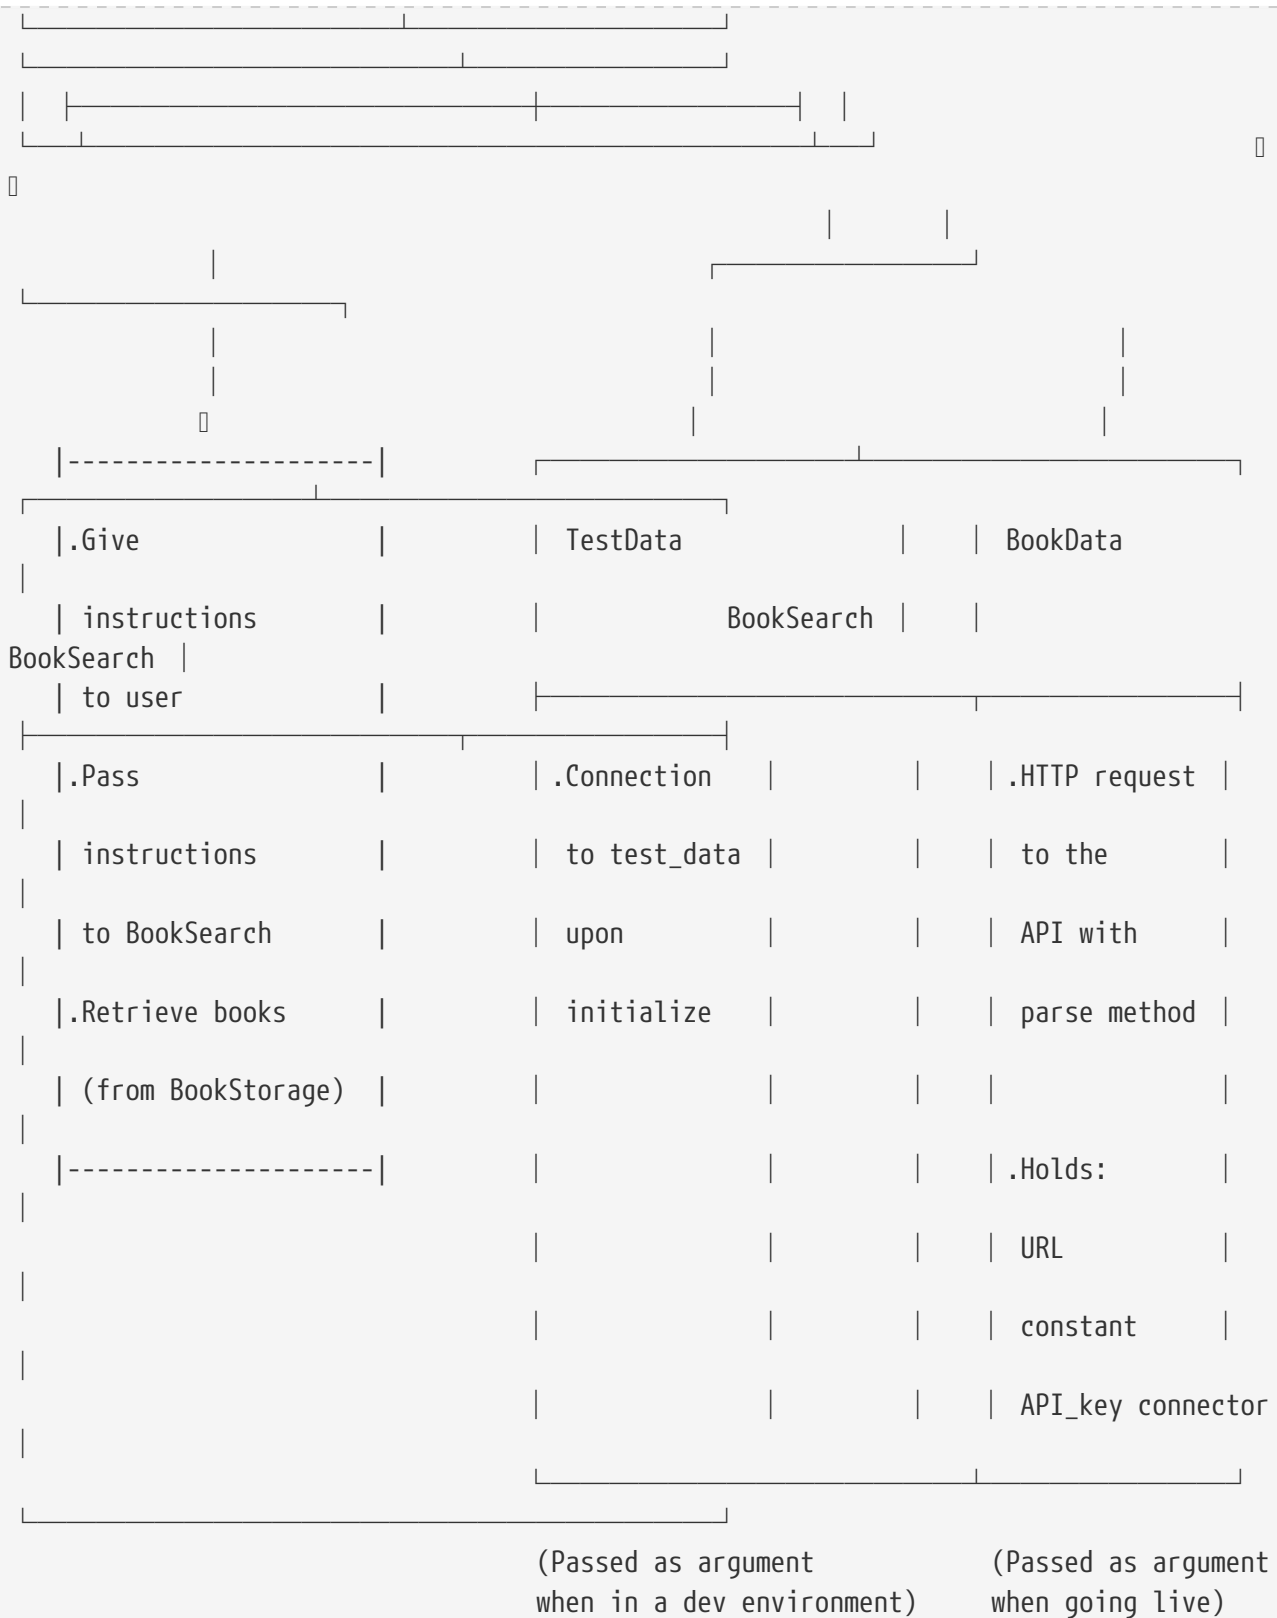 .Give TestData BookData
instructions BookSearch
BookSearch
to user
.Pass .Connection .HTTP request
instructions to test_data to the
to BookSearch upon API with
.Retrieve books initialize parse method
(from BookStorage)
.Holds:
URL
constant
API_key connector
(Passed as argument (Passed as argument
when in a dev environment) when going live)